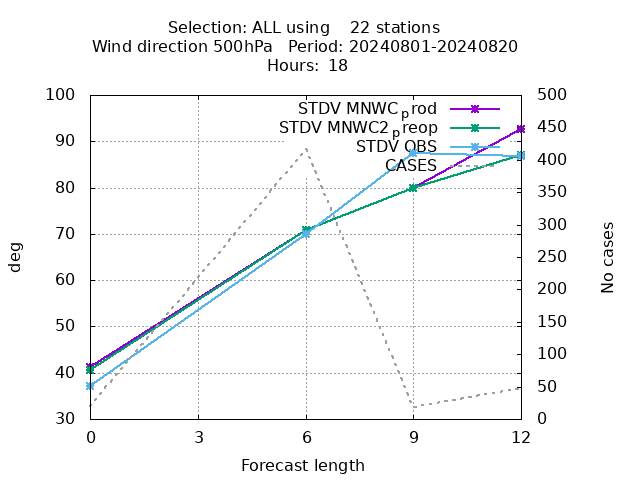 Selection: ALL using    22 stations
Wind direction 500hPa   Period: 20240801-20240820
Hours:  18
STDV MNWC_prod
STDV MNWC2_preop
STDV OBS
CASES
100
90
80
70
60
50
40
30
500
450
400
350
300
250
200
150
100
50
0
deg
No cases
0
3
6
9
12
Forecast length